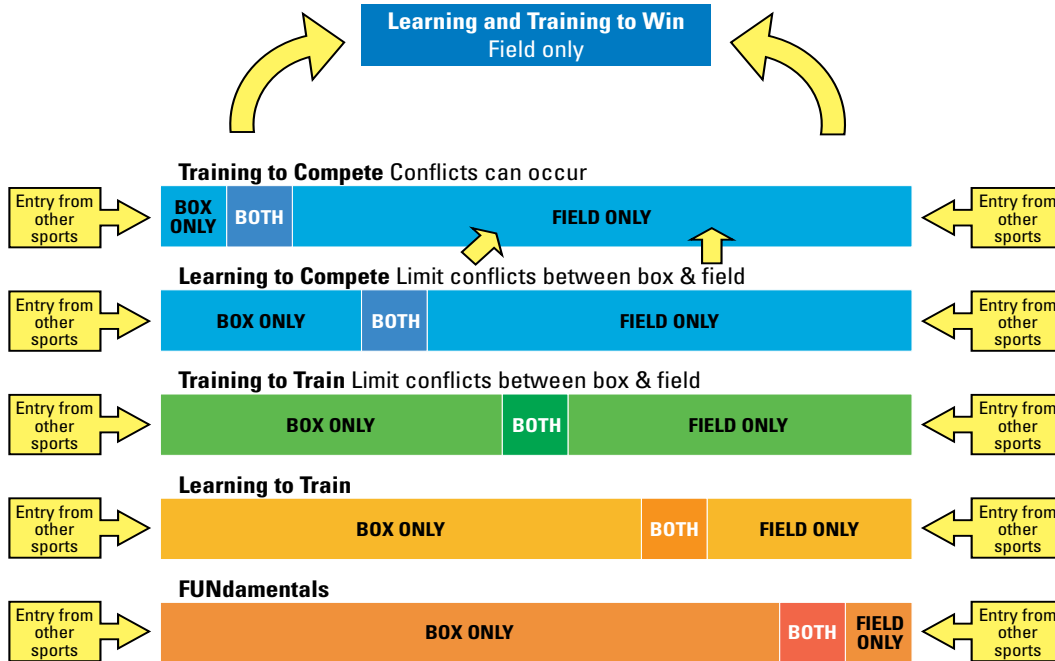 Learning and Training to Win
Field only
Training to Compete Conflicts can occur
Entry from
other
sports
BOX
ONLY
BOTH
FIELD ONLY
Entry from
other
sports
Learning to Compete Limit conflicts between box & field
Entry from
other
sports
BOX ONLY
BOTH
FIELD ONLY
Entry from
other
sports
Training to Train Limit conflicts between box & field
Entry from
other
sports
BOX ONLY
BOTH
FIELD ONLY
Entry from
other
sports
Learning to Train
Entry from
other
sports
BOX ONLY
BOTH
FIELD ONLY
Entry from
other
sports
FUNdamentals
Entry from
other
sports
BOX ONLY
BOTH
FIELD
ONLY
Entry from
other
sports